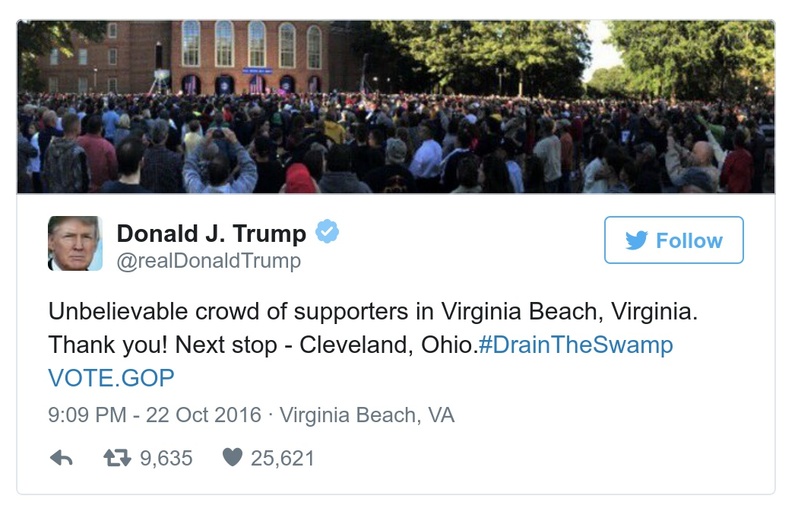 Donald J. Trump
@realDonaldTrump
Follow
Unbelievable crowd of supporters in Virginia Beach, Virginia.
Thank you! Next stop - Cleveland, Ohio.#DrainTheSwamp
VOTE.GOP
9:09 PM - 22 Oct 2016 · Virginia Beach, VA
9,635 25,621